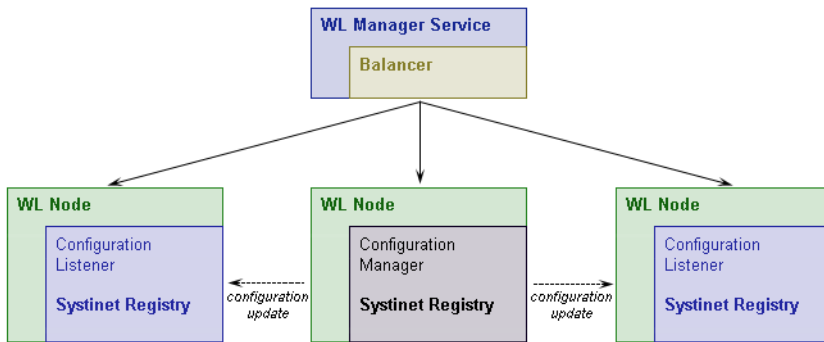 WL Manager Service
Balancer
WL Node
Configuration
Listener
Systinet Registry
configuration
update
WL Node
Configuration
Manager
Systinet Registry
configuration
update
WL Node
Configuration
Listener
Systinet Registry